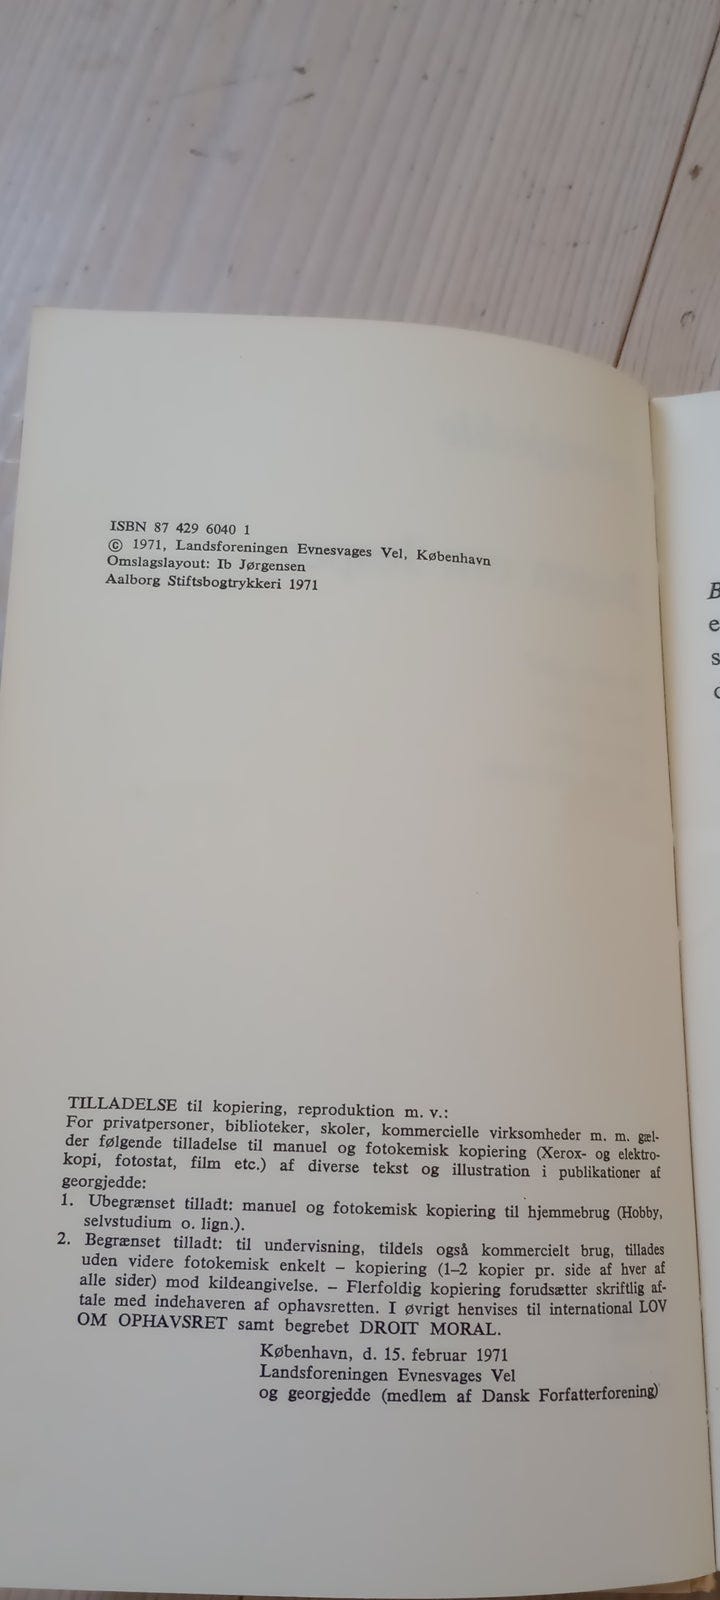 ISBN 87 429 6040 1
© 1971, Landsforeningen Evnesvages Vel, København
Omslagslayout: Ib Jørgensen
Aalborg Stiftsbogtrykkeri 1971
TILLADELSE til kopiering, reproduktion m. v.:
For privatpersoner, biblioteker, skoler, kommercielle virksomheder m. m. gæl-
der følgende tilladelse til manuel og fotokemisk kopiering (Xerox- og elektro-
kopi, fotostat, film etc.) af diverse tekst og illustration i publikationer af
georgjedde:
1. Ubegrænset tilladt: manuel og fotokemisk kopiering til hjemmebrug (Hobby,
selvstudium o. lign.).
2. Begrænset tilladt: til undervisning, tildels også kommercielt brug, tillades
uden videre fotokemisk enkelt – kopiering (1–2 kopier pr. side af hver af
alle sider) mod kildeangivelse. – Flerfoldig kopiering forudsætter skriftlig af-
tale med indehaveren af ophavsretten. I øvrigt henvises til international LOV
OM OPHAVSRET samt begrebet DROIT MORAL.
København, d. 15. februar 1971
Landsforeningen Evnesvages Vel
og georgjedde (medlem af Dansk Forfatterforening)